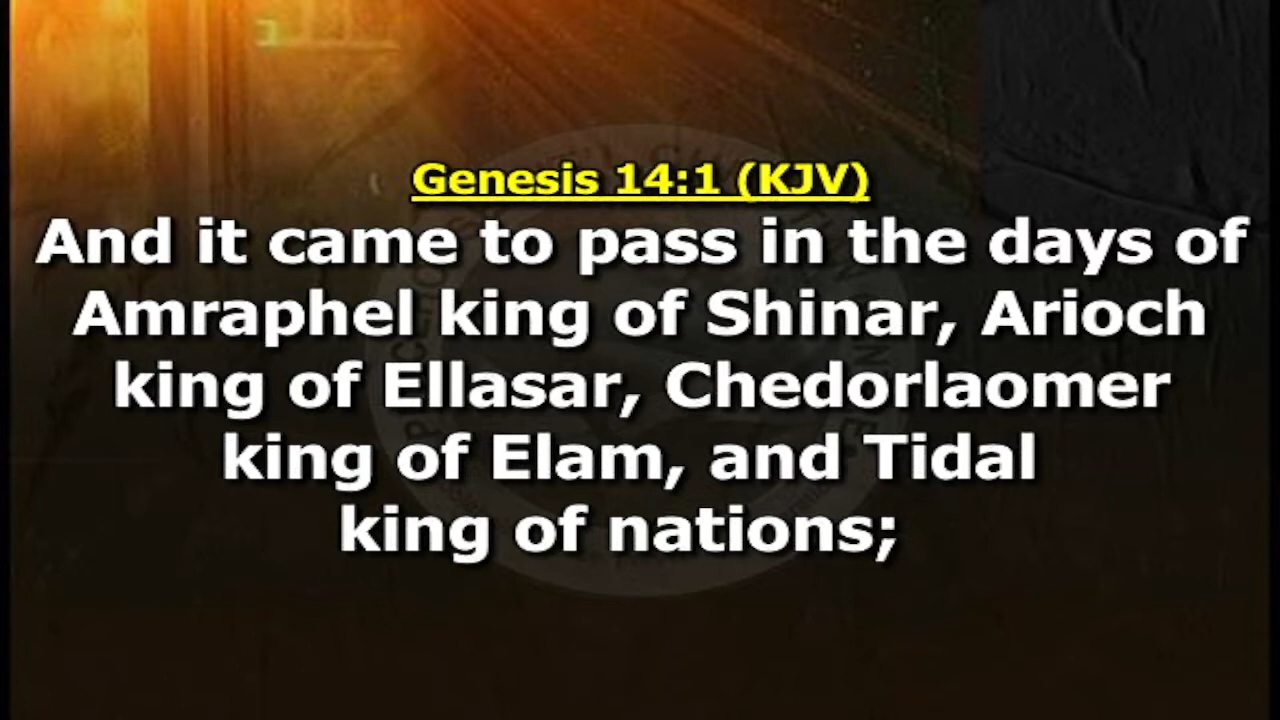 Genesis 14:1 (KJV)
And it came to pass in the days of
Amraphel king of Shinar, Arioch
king of Ellasar, Chedorlaomer
king of Elam, and Tidal
king of nations;